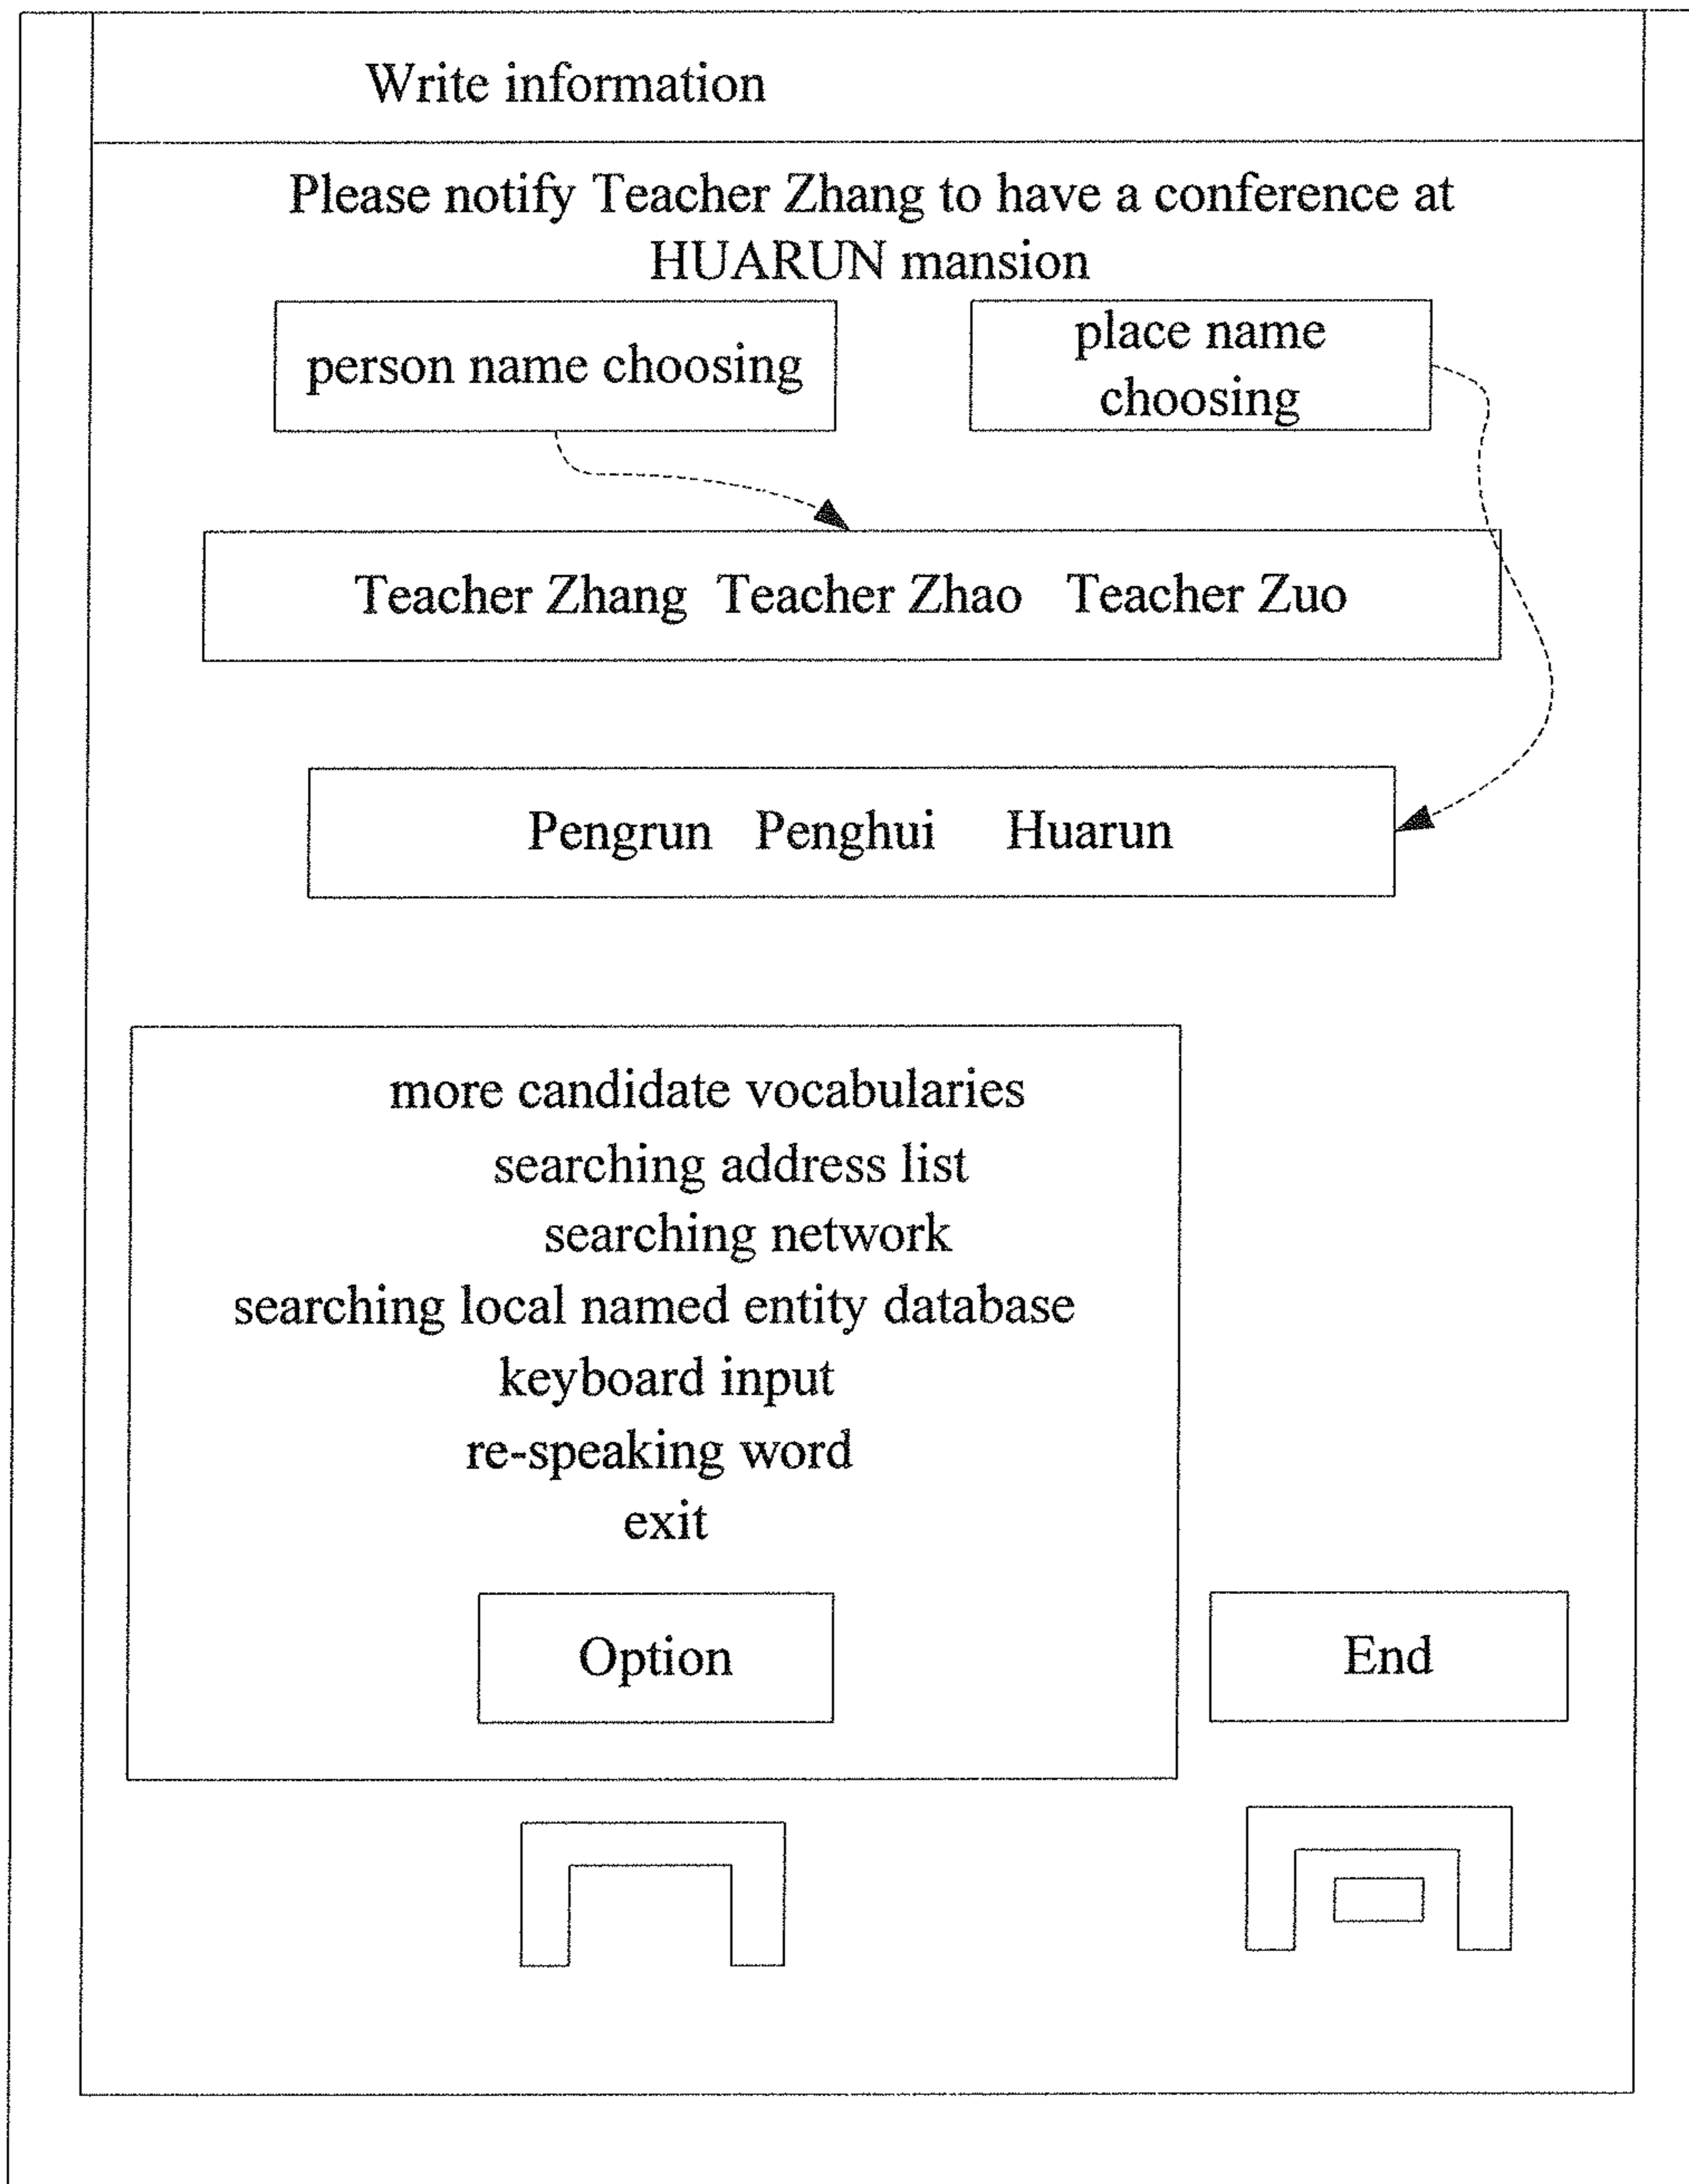 Write information
Please notify Teacher Zhang to have a conference at
HUARUN mansion
person name choosing
place name
choosing
Teacher Zhang Teacher Zhao Teacher Zuo
Pengrun Penghui Huarun
more candidate vocabularies
searching address list
searching network
searching local named entity database
keyboard input
re-speaking word
exit
Option
End